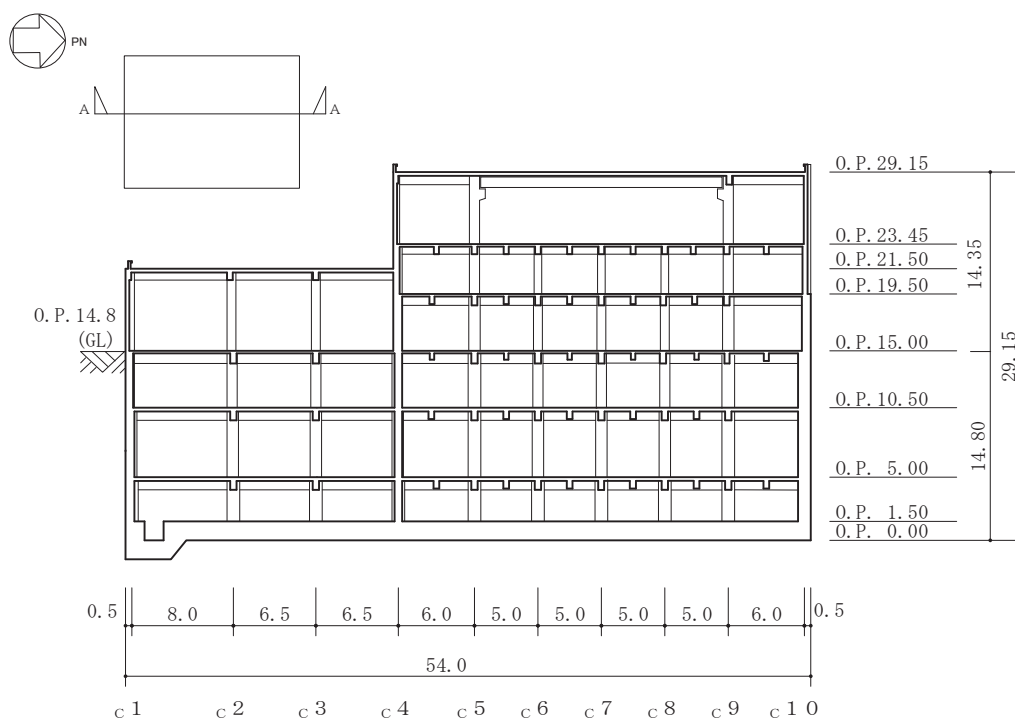 PN
A A
O.P.29.15
O.P.23.45
O.P.21.50
O.P.19.50
O.P.14.8
(GL)
O.P.15.00
O.P.10.50
O.P. 5.00
O.P. 1.50
O.P. 0.00
14.35
14.80
29.15
0.5 8.0 6.5 6.5 6.0 5.0 5.0 5.0 5.0 6.0 0.5
54.0
c1 c2 c3 c4 c5 c6 c7 c8 c9 c10